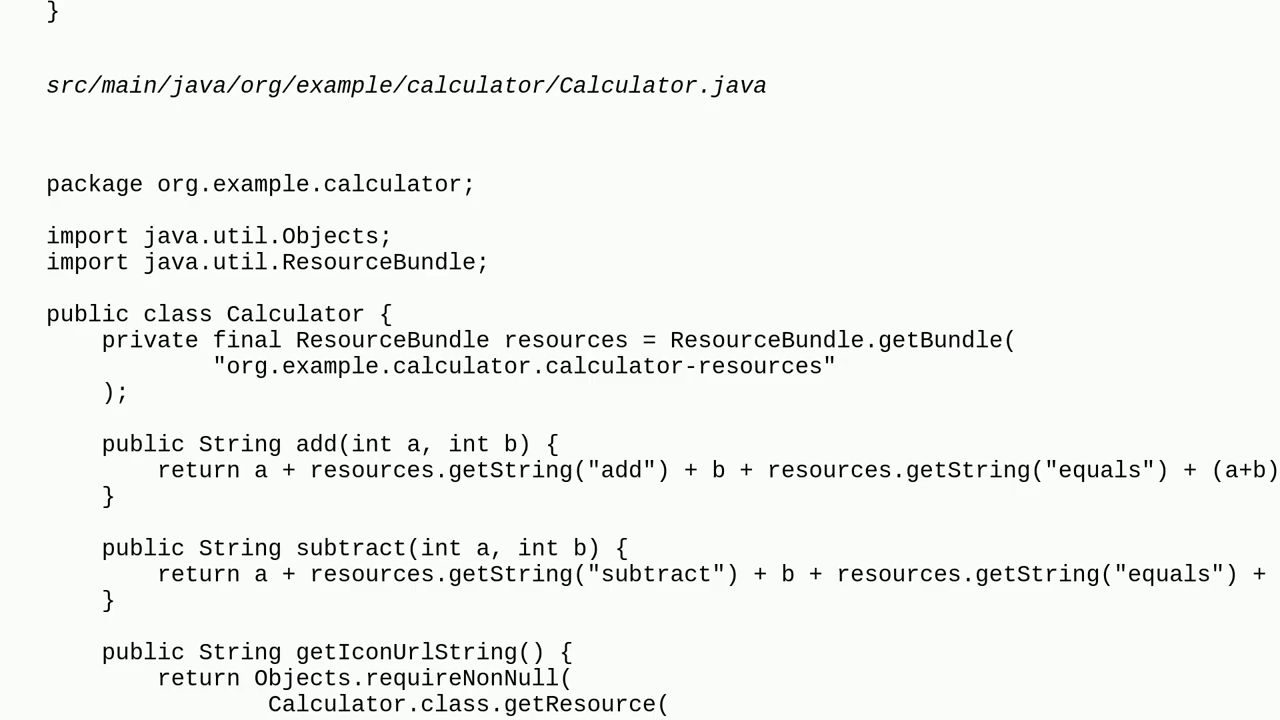 }
src/main/java/org/example/calculator/Calculator.java
package org.example.calculator;
import java.util.Objects;
import java.util.ResourceBundle;
public class Calculator {
    private final ResourceBundle resources = ResourceBundle.getBundle(
            "org.example.calculator.calculator-resources"
    );
    public String add(int a, int b) {
        return a + resources.getString("add") + b + resources.getString("equals") + (a+b)
    }
    public String subtract(int a, int b) {
        return a + resources.getString("subtract") + b + resources.getString("equals") +
    }
    public String getIconUrlString() {
        return Objects.requireNonNull(
                Calculator.class.getResource(